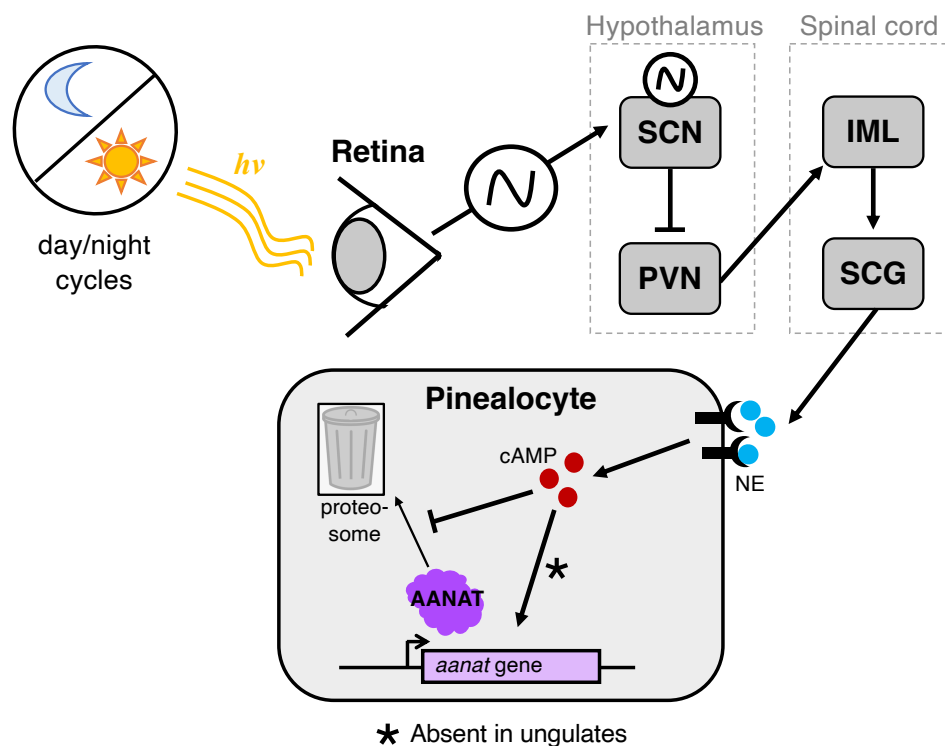 Hypothalamus
Spinal cord
SCN
IML
hν
Retina
day/night
cycles
PVN
SCG
Pinealocyte
cAMP
NE
proteo-
some
AANAT
*
aanat gene
* Absent in ungulates